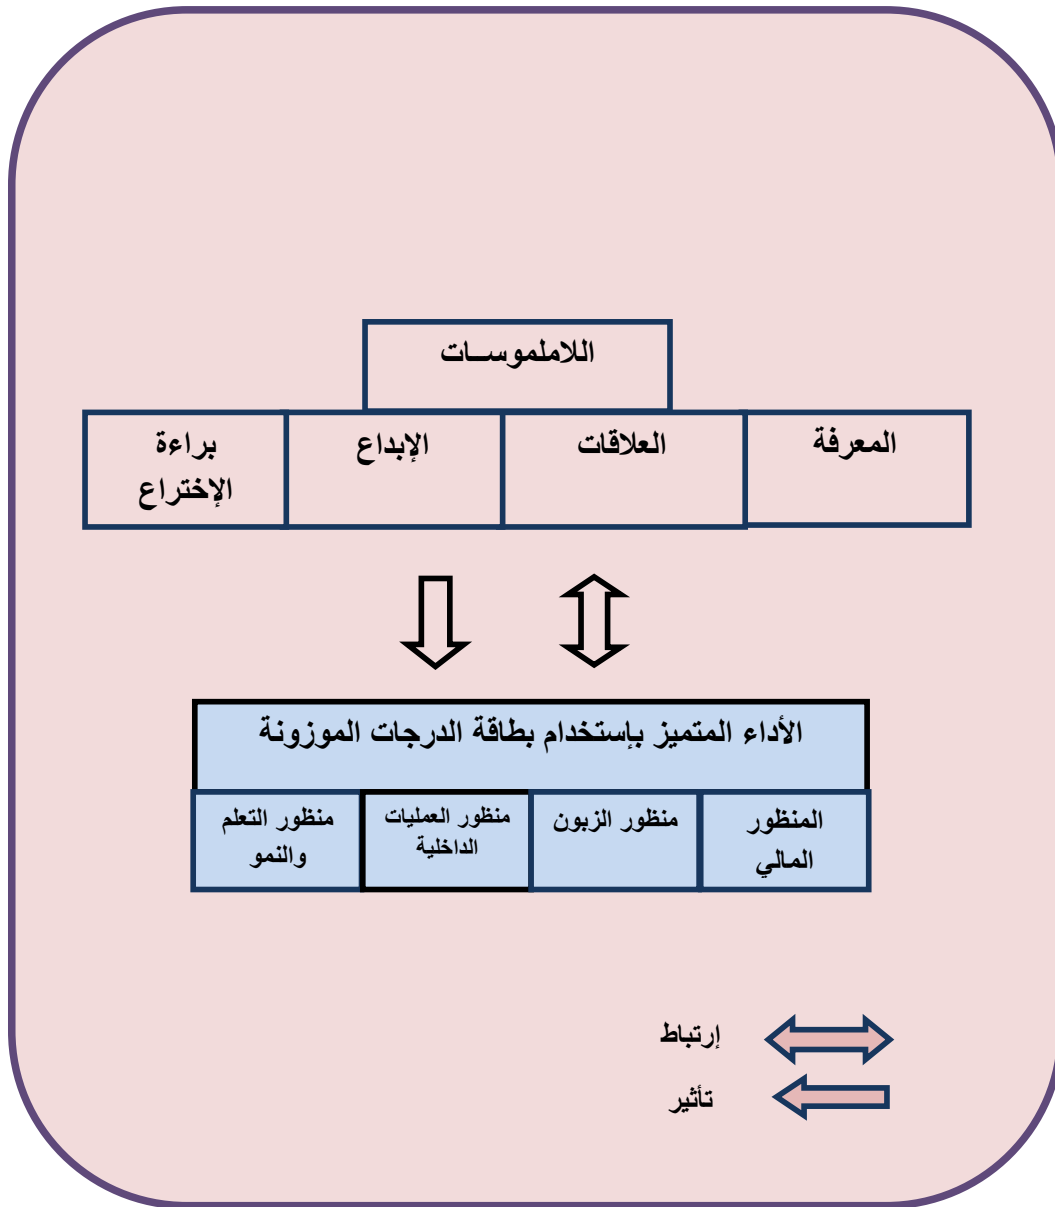 اللاملموســات
المعرفة
العلاقات
الإبداع
براءة
الإختراع
الأداء المتميز بإستخدام بطاقة الدرجات الموزونة
المنظور
المالي
منظور الزبون
منظور العمليات
الداخلية
منظور التعلم
والنمو
إرتباط
تأثير